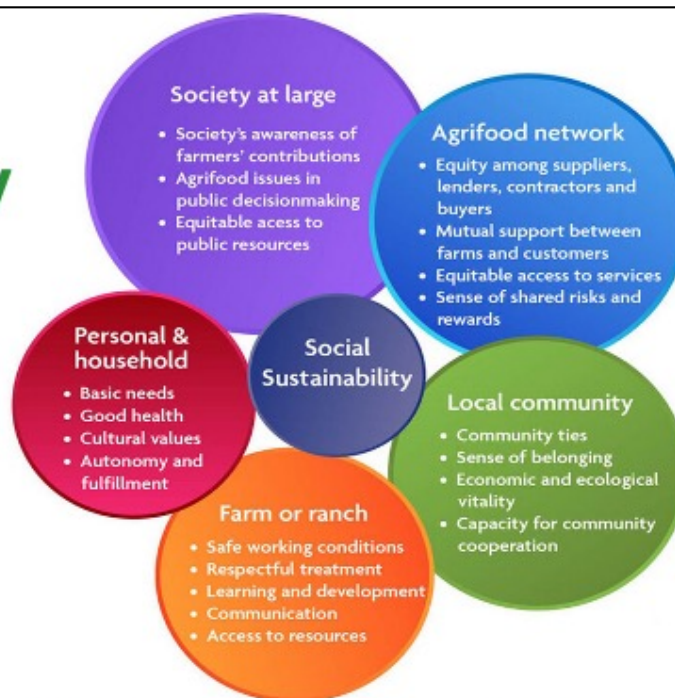 Society at large
• Society's awareness of
farmers' contributions
• Agrifood issues in
public decisionmaking
• Equitable acess to
public resources
Agrifood network
• Equity among suppliers,
lenders, contractors and
buyers
• Mutual support between
farms and customers
• Equitable access to services
• Sense of shared risks and
rewards
Personal &
household
• Basic needs
• Good health
• Cultural values
• Autonomy and
fulfillment
Social
Sustainability
Local community
• Community ties
• Sense of belonging
• Economic and ecological
vitality
• Capacity for community
cooperation
Farm or ranch
• Safe working conditions
• Respectful treatment
• Learning and development
• Communication
• Access to resources